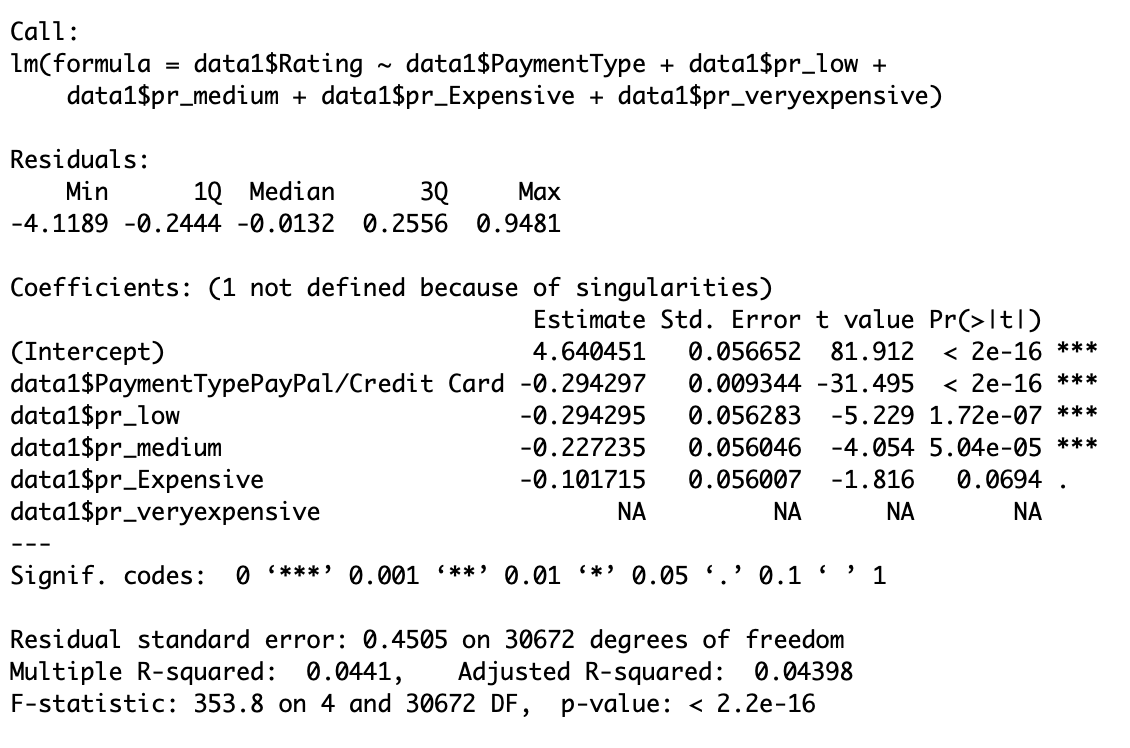 Call:
lm(formula = data1$Rating ~ data1$PaymentType + data1$pr_low +
    data1$pr_medium + data1$pr_Expensive + data1$pr_veryexpensive)

Residuals:
    Min      1Q  Median      3Q     Max
-4.1189 -0.2444 -0.0132  0.2556  0.9481

Coefficients: (1 not defined because of singularities)
                                     Estimate Std. Error t value Pr(>|t|)
(Intercept)                          4.640451   0.056652  81.912  < 2e-16 ***
data1$PaymentTypePayPal/Credit Card -0.294297   0.009344 -31.495  < 2e-16 ***
data1$pr_low                        -0.294295   0.056283  -5.229 1.72e-07 ***
data1$pr_medium                     -0.227235   0.056046  -4.054 5.04e-05 ***
data1$pr_Expensive                  -0.101715   0.056007  -1.816   0.0694 .
data1$pr_veryexpensive                     NA         NA      NA       NA
---
Signif. codes:  0 ‘***’ 0.001 ‘**’ 0.01 ‘*’ 0.05 ‘.’ 0.1 ‘ ’ 1

Residual standard error: 0.4505 on 30672 degrees of freedom
Multiple R-squared:  0.0441,    Adjusted R-squared:  0.04398
F-statistic: 353.8 on 4 and 30672 DF,  p-value: < 2.2e-16